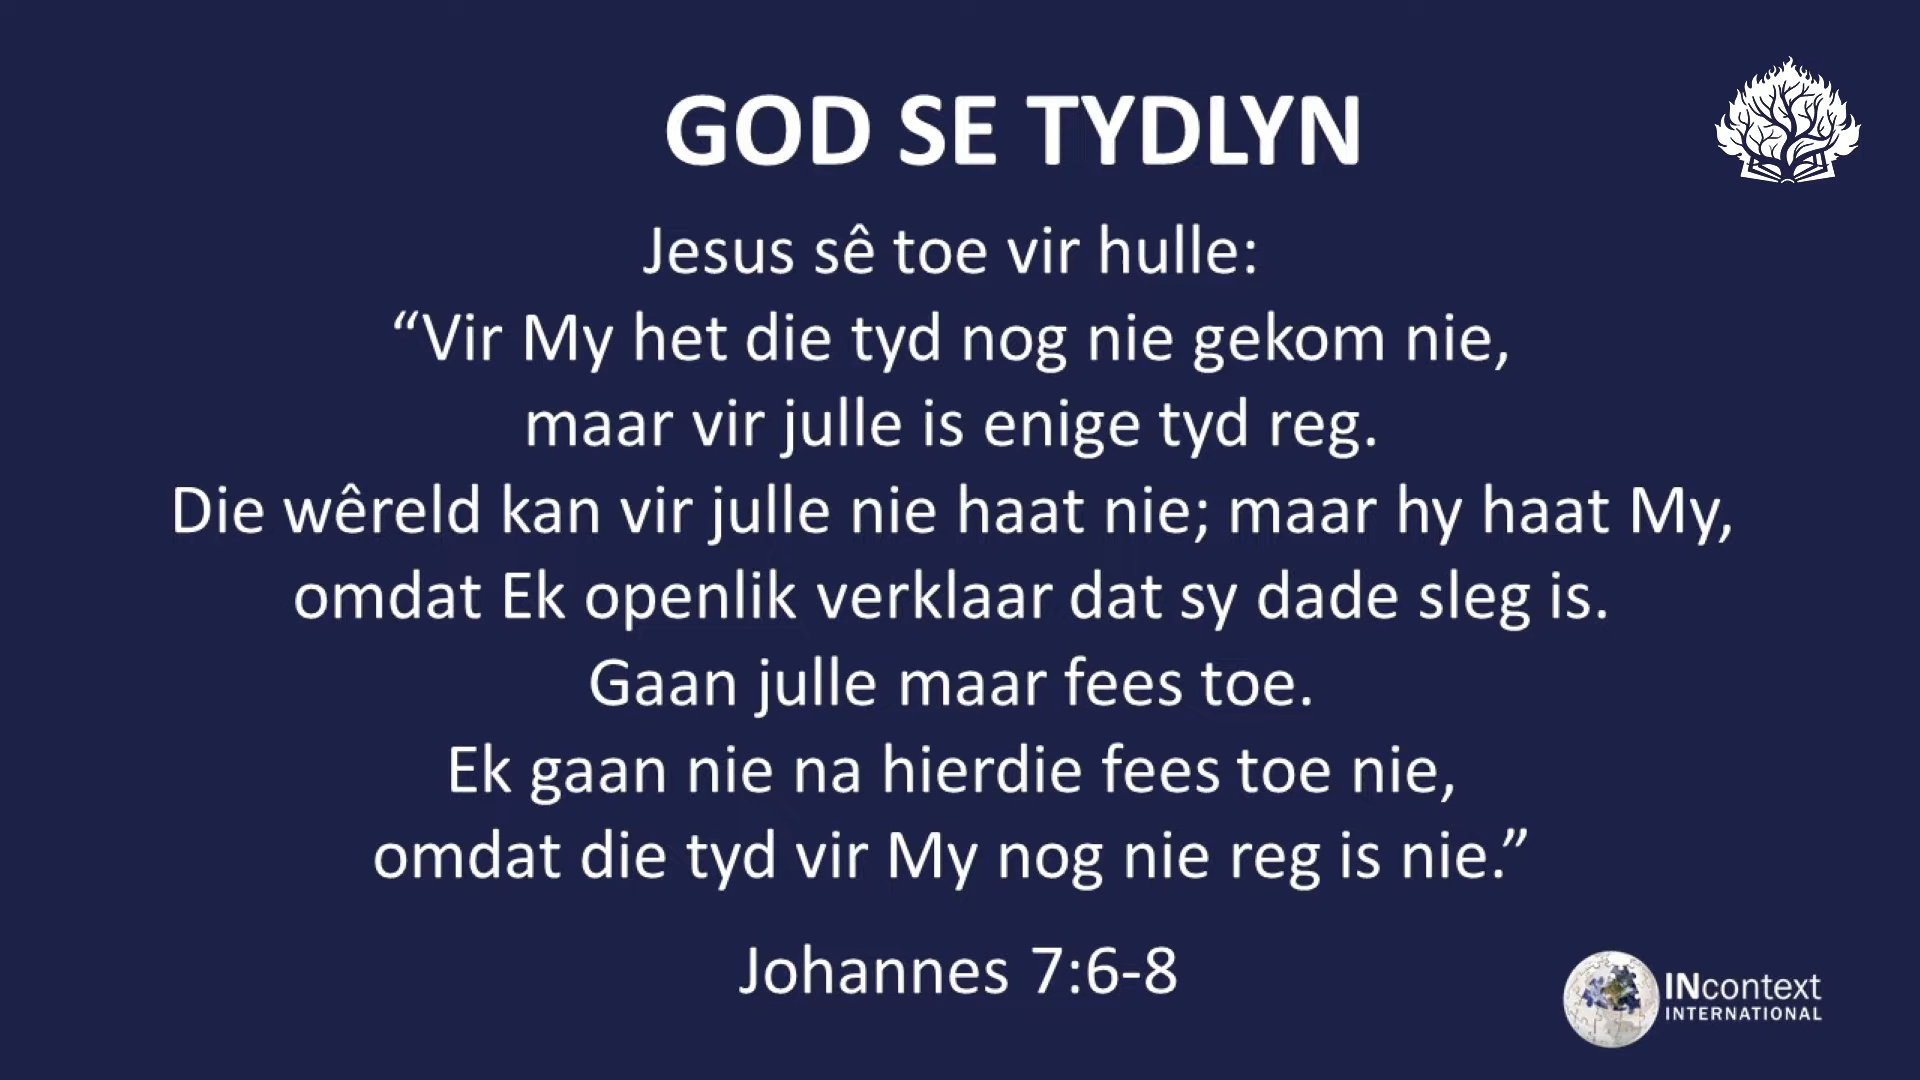 GOD SE TYDLYN
Jesus sê toe vir hulle:
“Vir My het die tyd nog nie gekom nie,
maar vir julle is enige tyd reg.
Die wêreld kan vir julle nie haat nie; maar hy haat My,
omdat Ek openlik verklaar dat sy dade sleg is.
Gaan julle maar fees toe.
Ek gaan nie na hierdie fees toe nie,
omdat die tyd vir My nog nie reg is nie.”
Johannes 7:6-8
INcontext
INTERNATIONAL